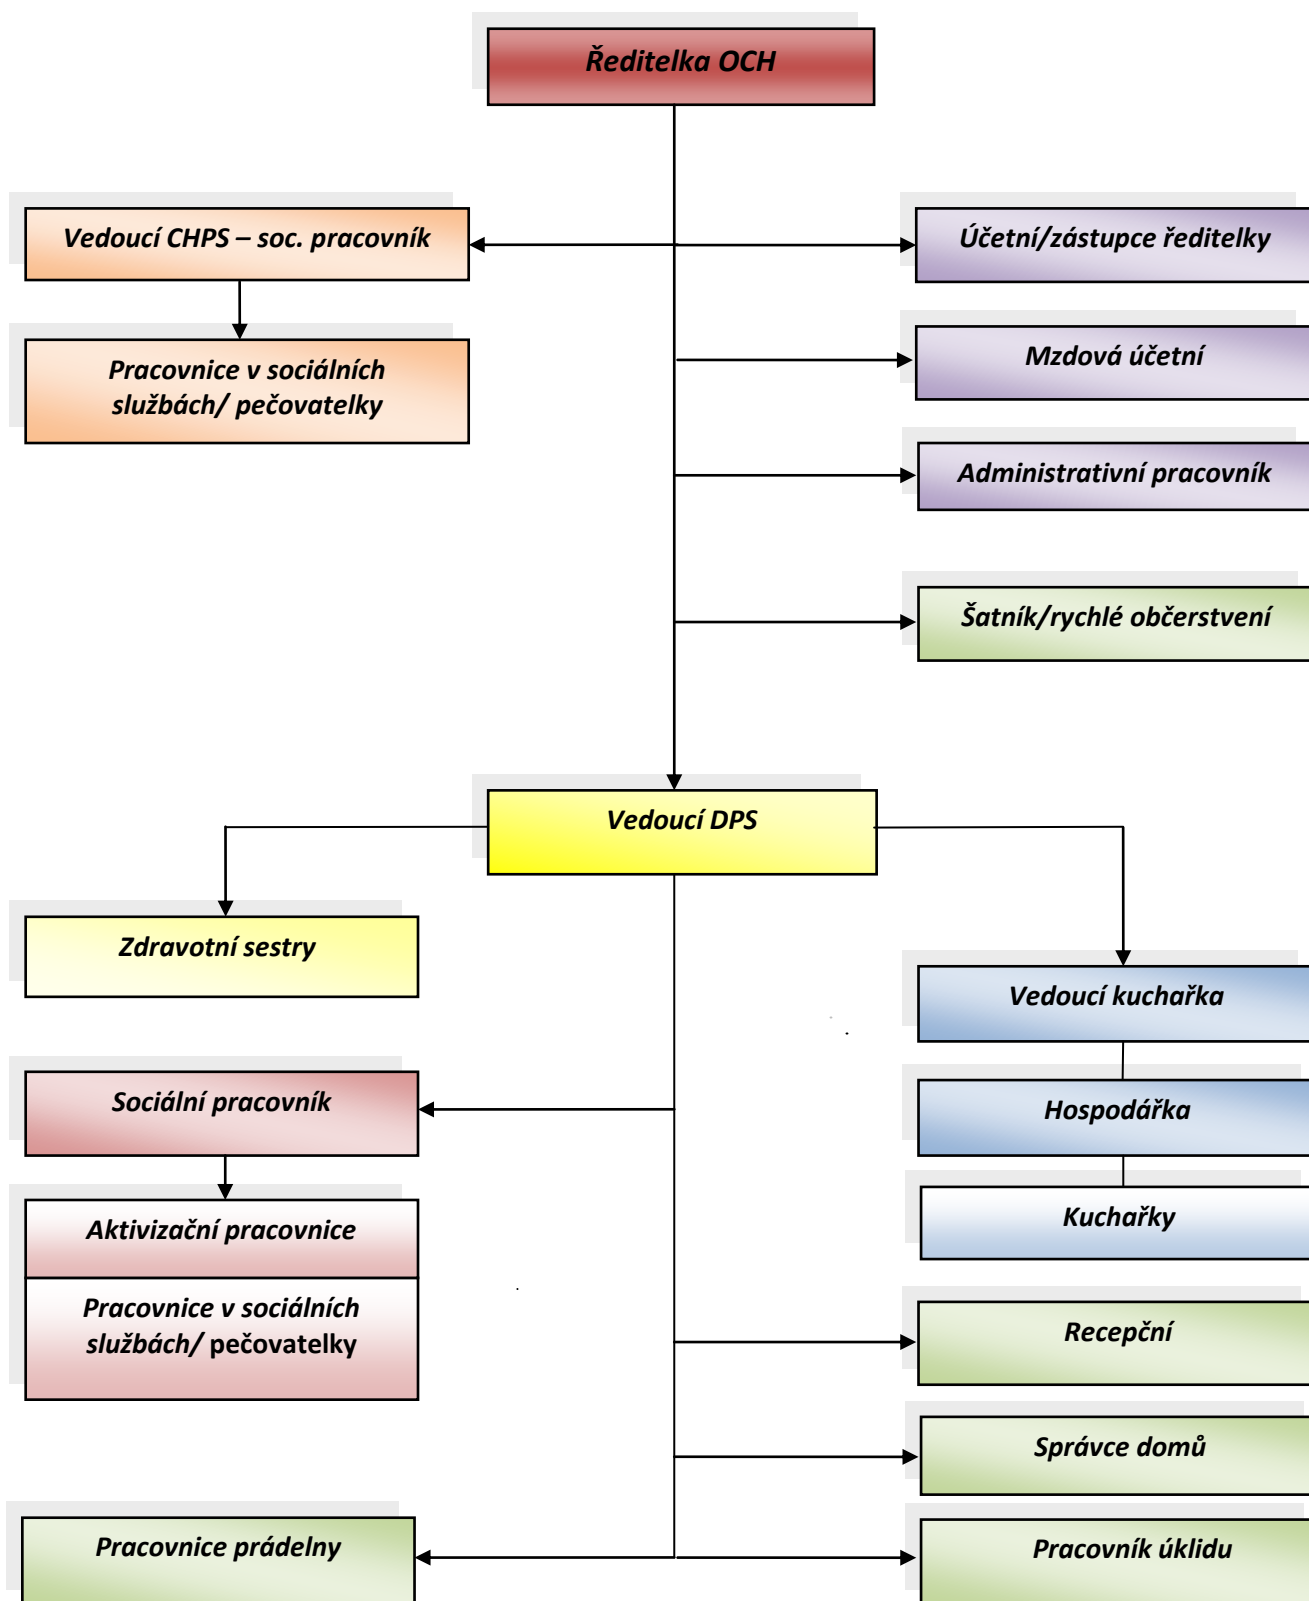 Ředitelka OCH
Vedoucí CHPS – soc. pracovník
Účetní/zástupce ředitelky
Pracovnice v sociálních
službách/ pečovatelky
Mzdová účetní
Administrativní pracovník
Šatník/rychlé občerstvení
Vedoucí DPS
Zdravotní sestry
Vedoucí kuchařka
Sociální pracovník
Hospodářka
Aktivizační pracovnice
Kuchařky
Pracovnice v sociálních
službách/ pečovatelky
Recepční
Správce domů
Pracovnice prádelny
Pracovník úklidu